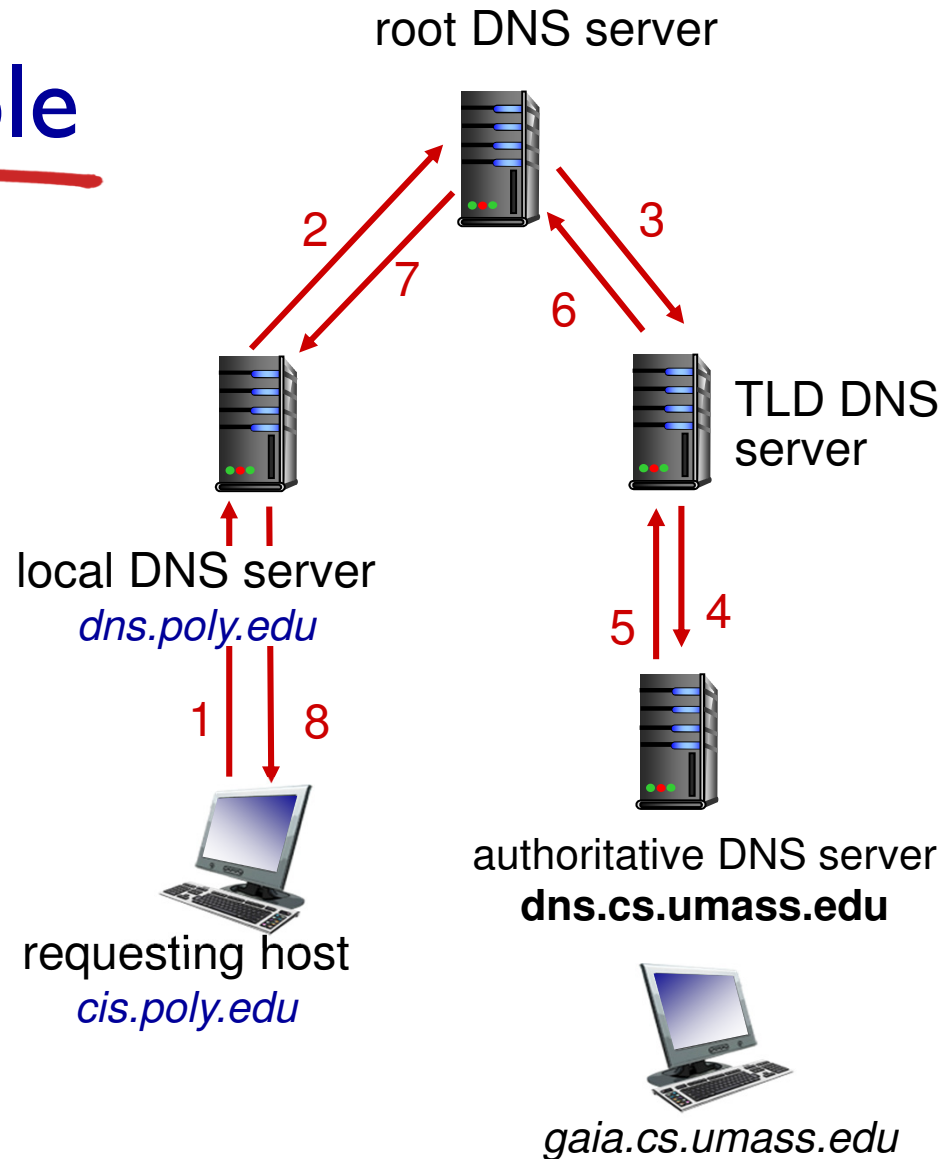 root DNS server
2
3
7
6
TLD DNS
server
local DNS server
dns.poly.edu
5
4
1
8
authoritative DNS server
dns.cs.umass.edu
requesting host
cis.poly.edu
gaia.cs.umass.edu